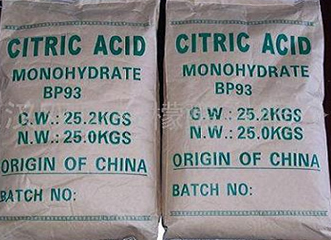 CITRIC ACID
MONOHYDRATE
BP93
G.W.: 25.2KGS
N.W.: 25.0KGS
ORIGIN OF CHINA
BATCH NO:
CITRIC ACID
MONOHYDRATE
BP93
G.W.: 25.2KGS
N.W.: 25.0KGS
ORIGIN OF CHINA
BATCH NO: